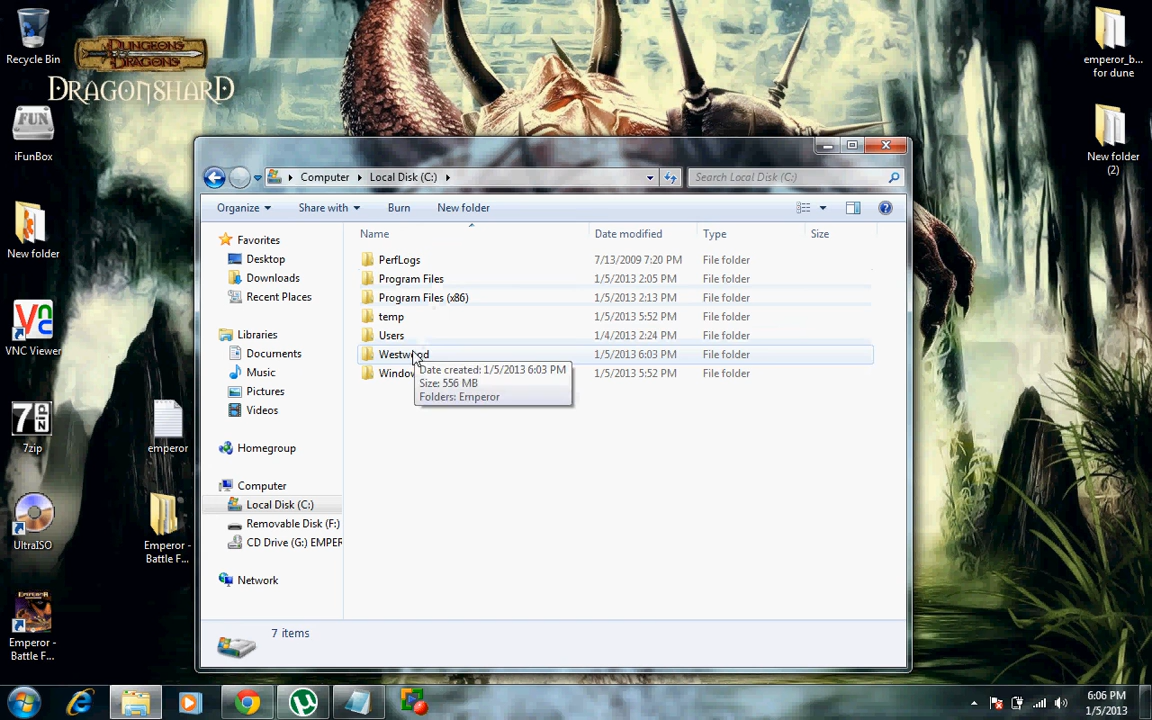 Recycle Bin
DUNGEONS
DRAGONS
DRAGONSHARD
FUN
iFunBox
New folder
VNC Viewer
7zip
emperor
UltraISO
Emperor -
Battle F...
Emperor -
Battle F...
emperor_b...
for dune
New folder
(2)
Computer
Local Disk (C:)
Search Local Disk (C:)
Organize
Share with
Burn
New folder
Favorites
Desktop
Downloads
Recent Places
Libraries
Documents
Music
Pictures
Videos
Homegroup
Computer
Local Disk (C:)
Removable Disk (F:)
CD Drive (G:) EMPER
Network
Name Date modified Type Size
PerfLogs 7/13/2009 7:20 PM File folder
Program Files 1/5/2013 2:05 PM File folder
Program Files (x86) 1/5/2013 2:13 PM File folder
temp 1/5/2013 5:52 PM File folder
Users 1/4/2013 2:24 PM File folder
Westwood 1/5/2013 6:03 PM File folder
Window 1/5/2013 5:52 PM File folder
Date created: 1/5/2013 6:03 PM
Size: 556 MB
Folders: Emperor
7 items
6:06 PM
1/5/2013